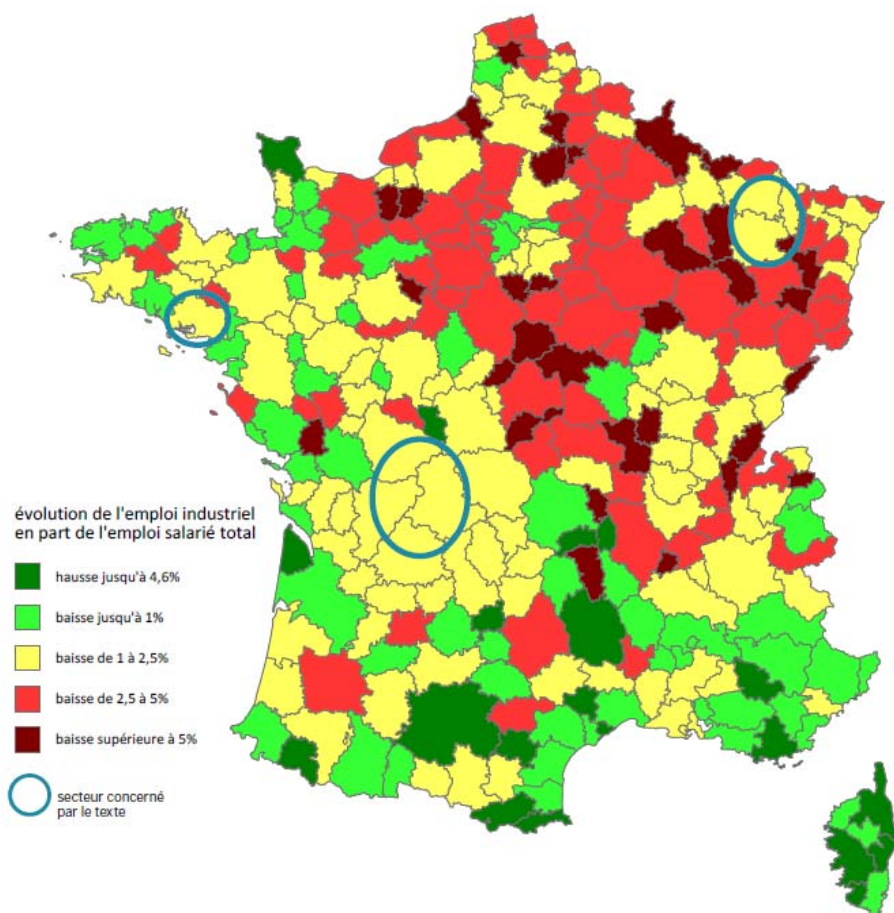 évolution de l'emploi industriel
en part de l'emploi salarié total
hausse jusqu'à 4,6%
baisse jusqu'à 1%
baisse de 1 à 2,5%
baisse de 2,5 à 5%
baisse supérieure à 5%
secteur concerné
par le texte